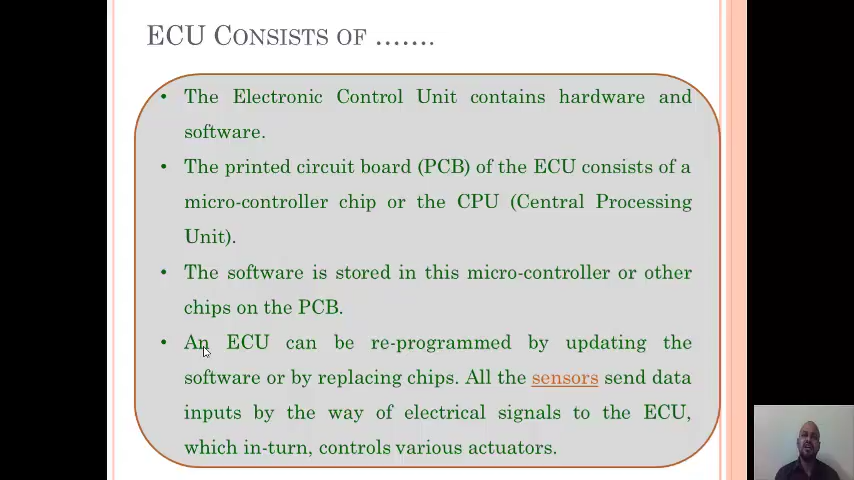 ECU CONSISTS OF .......
• The Electronic Control Unit contains hardware and
software.
• The printed circuit board (PCB) of the ECU consists of a
micro-controller chip or the CPU (Central Processing
Unit).
• The software is stored in this micro-controller or other
chips on the PCB.
• An ECU can be re-programmed by updating the
software or by replacing chips. All the sensors send data
inputs by the way of electrical signals to the ECU,
which in-turn, controls various actuators.